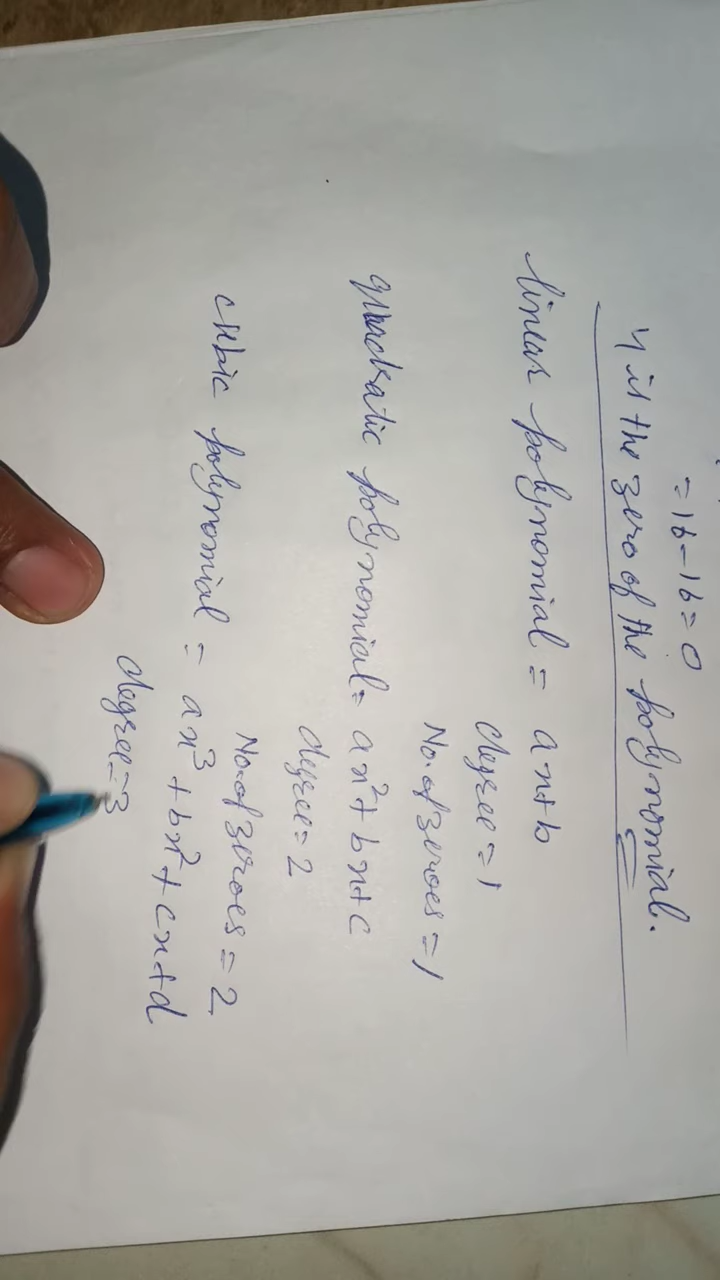 = 16 - 16 = 0
4 is the zero of the polynomial.
linear polynomial = ax+b
degree = 1
No. of zeroes = 1
quadratic polynomial = ax² + bx + c
degree = 2
No. of zeroes = 2
cubic polynomial = ax³ + bx² + cx + d
degree = 3